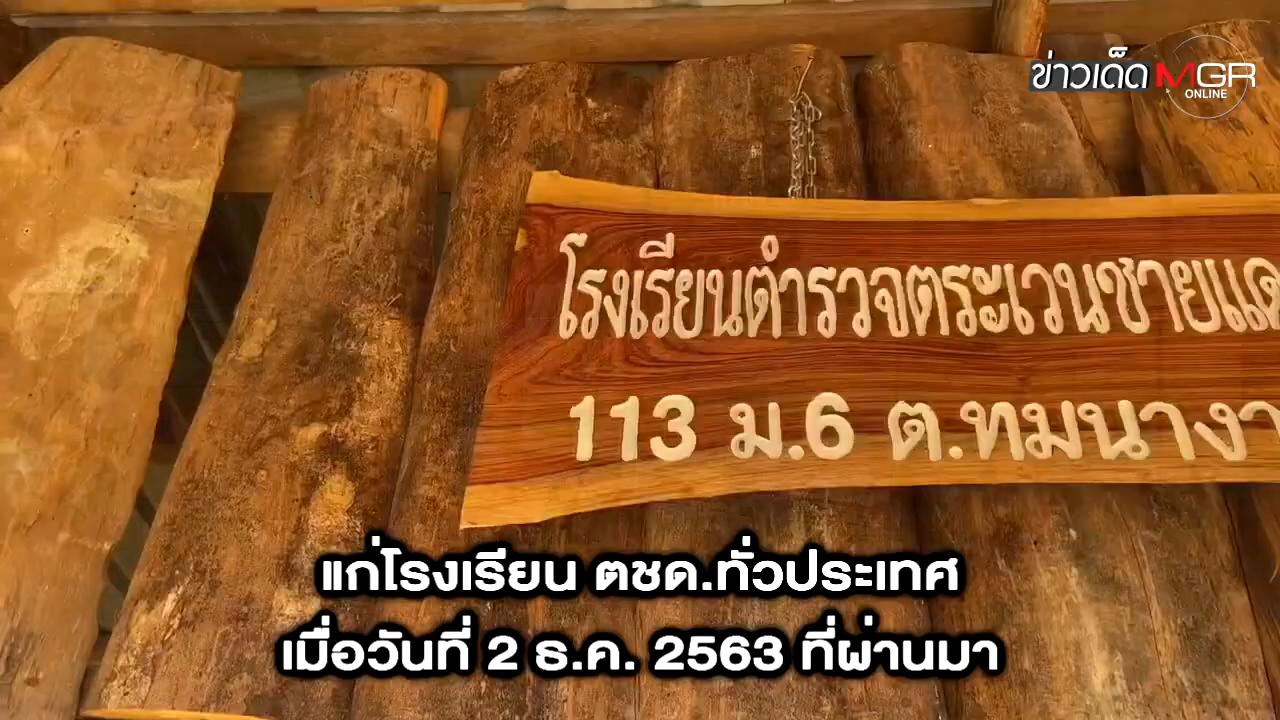 ข่าวเด็ด MGR
ONLINE
โรงเรียนตำรวจตระเวนชายแด
113 ม.6 ต.ทมนางา
แก่โรงเรียน ตชด.ทั่วประเทศ
เมื่อวันที่ 2 ธ.ค. 2563 ที่ผ่านมา